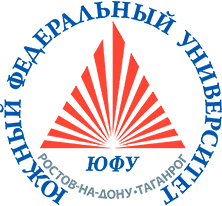 ЮЖНЫЙ ФЕДЕРАЛЬНЫЙ УНИВЕРСИТЕТ
ЮФУ
РОСТОВ-НА-ДОНУ•ТАГАНРОГ